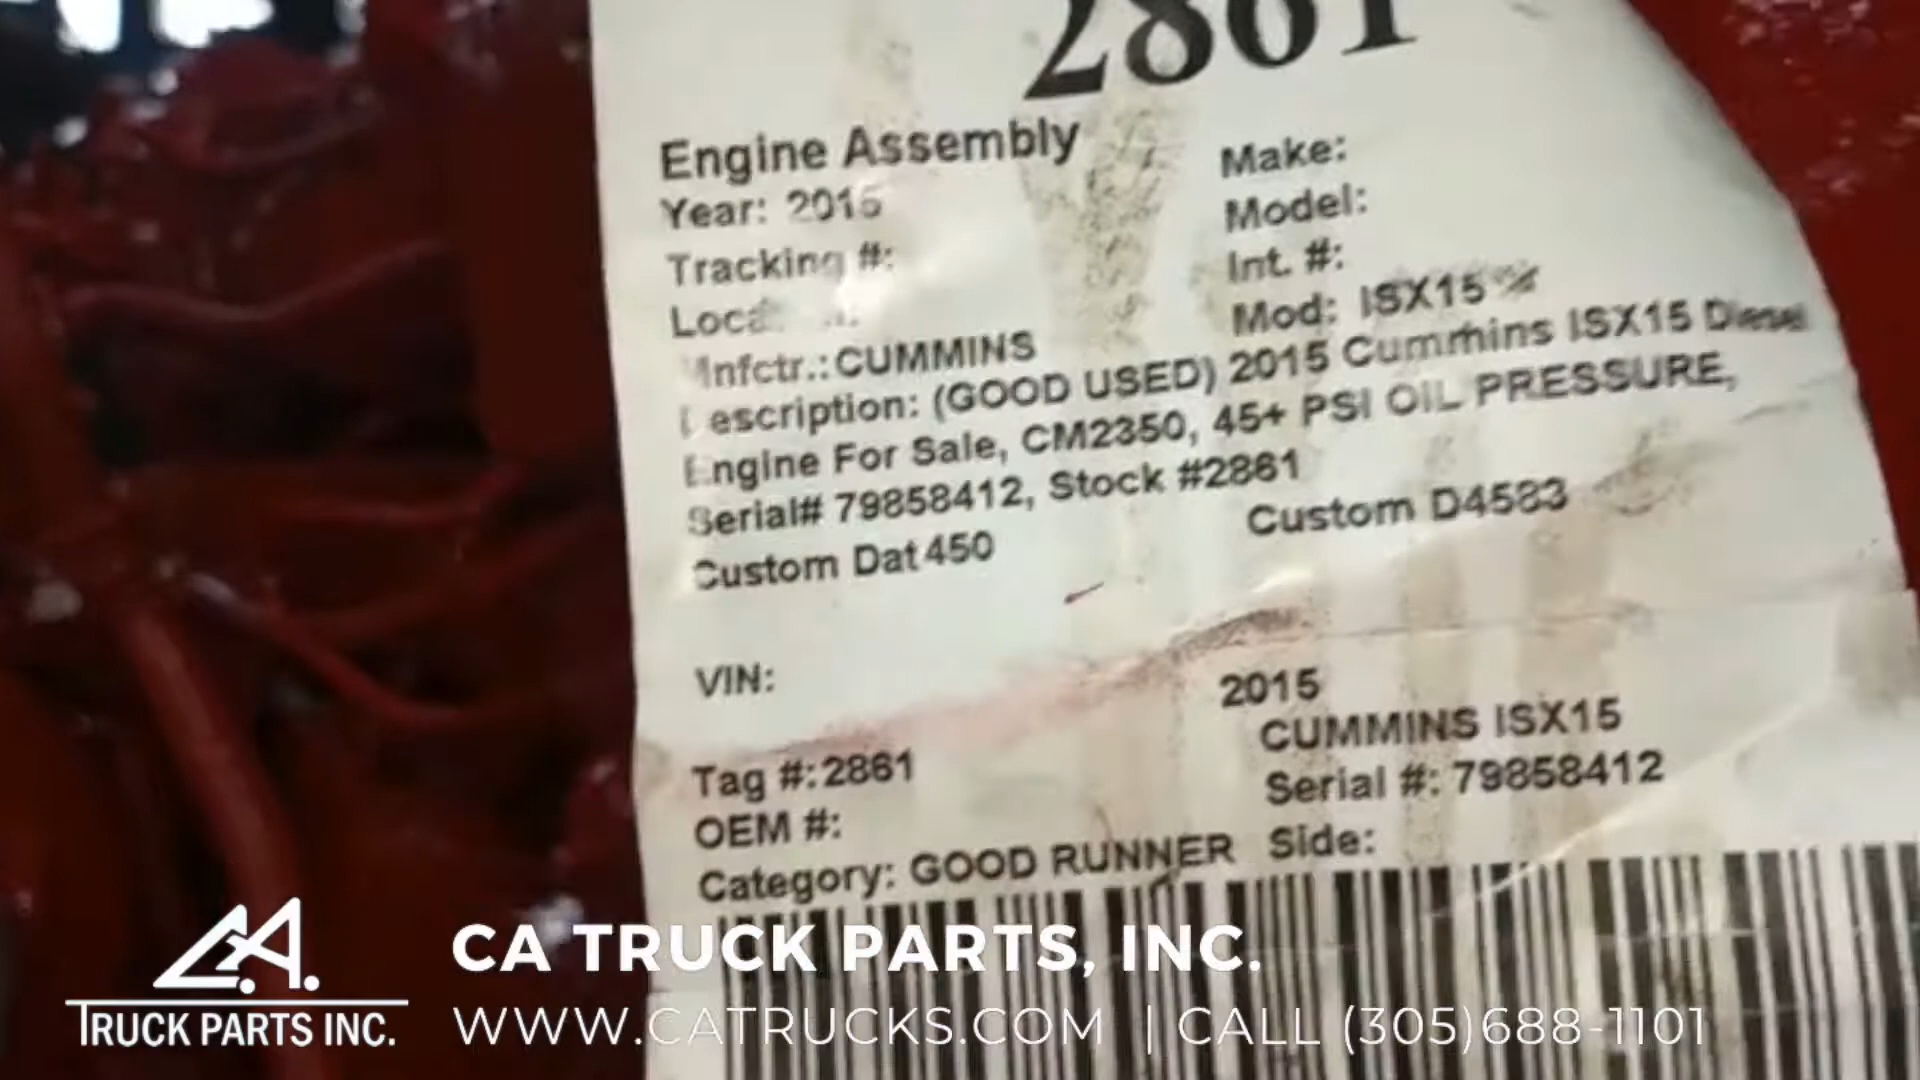 2861
Engine Assembly
Make:
Year: 2015
Model:
Tracking #:
Int. #:
Mod: ISX15
Mnfctr.: CUMMINS
Description: (GOOD USED) 2015 Cummins ISX15 Diesel
Engine For Sale, CM2350, 45+ PSI OIL PRESSURE,
Serial# 79858412, Stock #2861
Custom Dat 450
Custom D4583
VIN:
2015
CUMMINS ISX15
Tag #: 2861
Serial #: 79858412
OEM #:
Category: GOOD RUNNER Side:
C.A.
TRUCK PARTS INC.
CA TRUCK PARTS, INC.
WWW.CATRUCKS.COM | CALL (305)688-1101